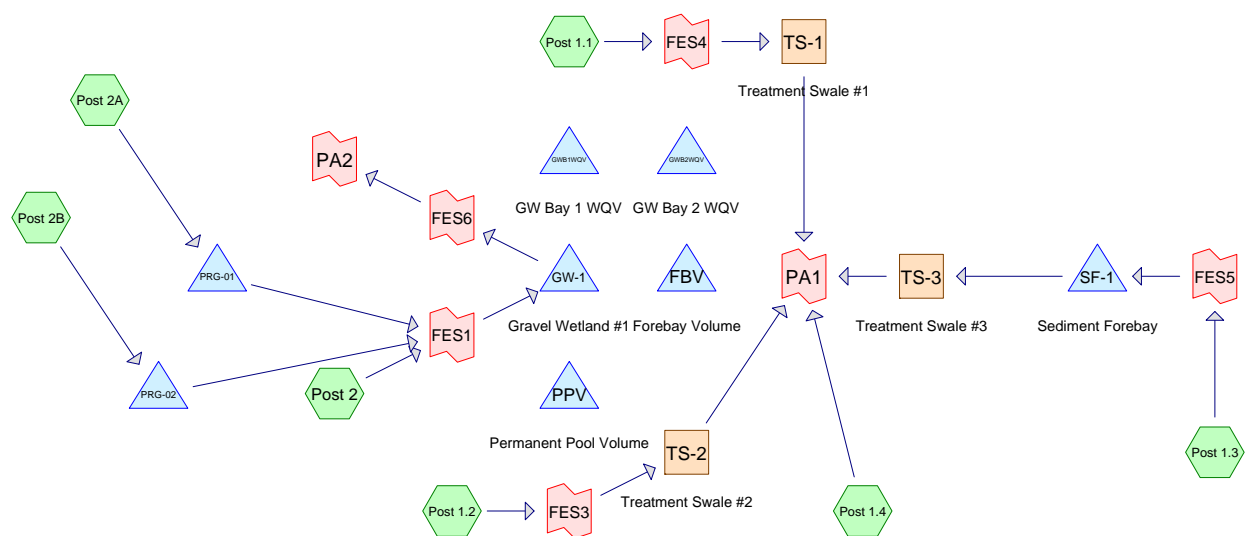 Post 1.1
FES4
TS-1
Treatment Swale #1
Post 2A
PA2
GWB1WQV
GWB2WQV
GW Bay 1 WQV
GW Bay 2 WQV
Post 2B
FES6
PRG-01
GW-1
FBV
PA1
TS-3
SF-1
FES5
Gravel Wetland #1
Forebay Volume
Treatment Swale #3
Sediment Forebay
FES1
PRG-02
Post 2
PPV
Permanent Pool Volume
TS-2
Treatment Swale #2
Post 1.3
Post 1.2
FES3
Post 1.4